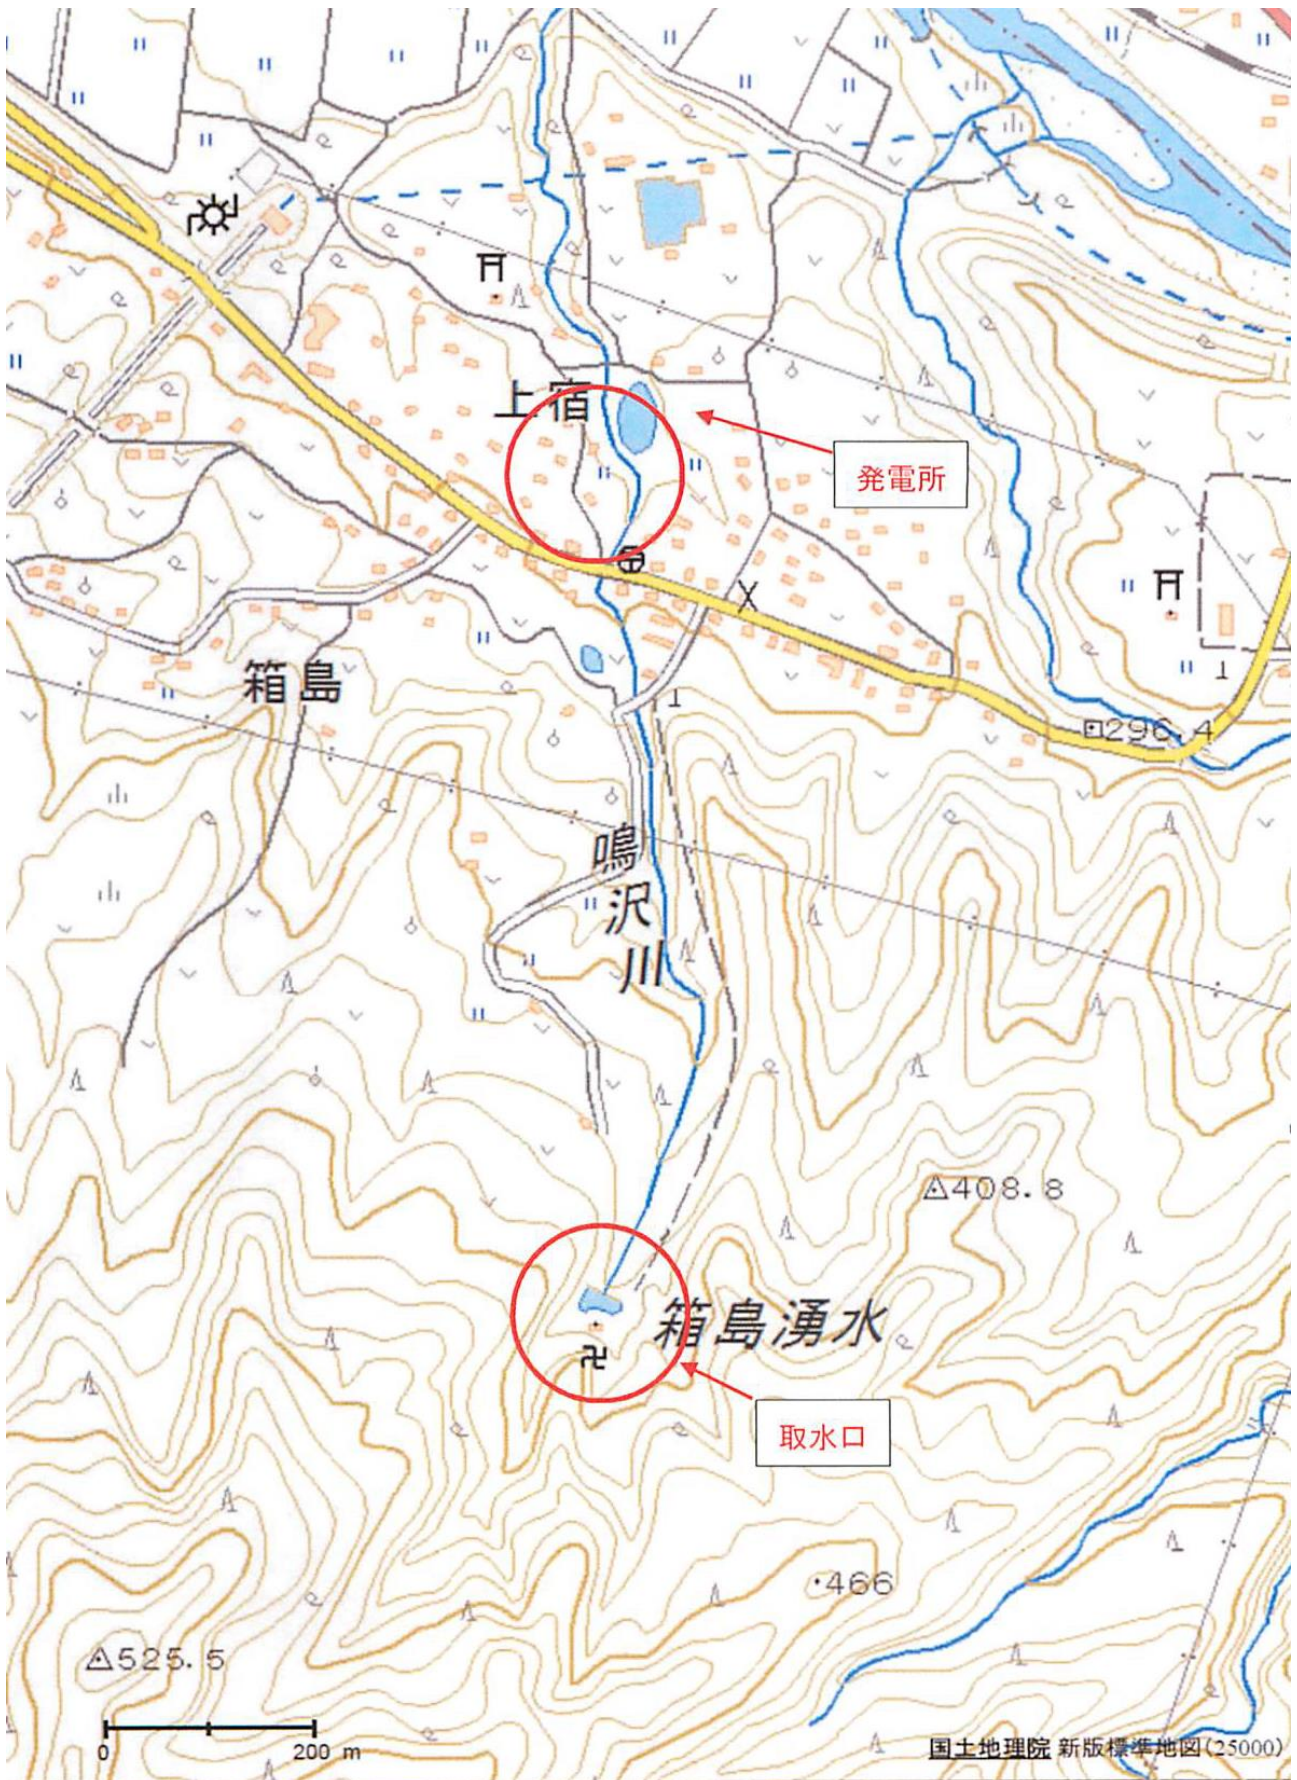 上宿
発電所
箱島
296.4
鳴沢川
408.8
箱島湧水
取水口
466
525.5
0 200 m
国土地理院 新版標準地図(25000)